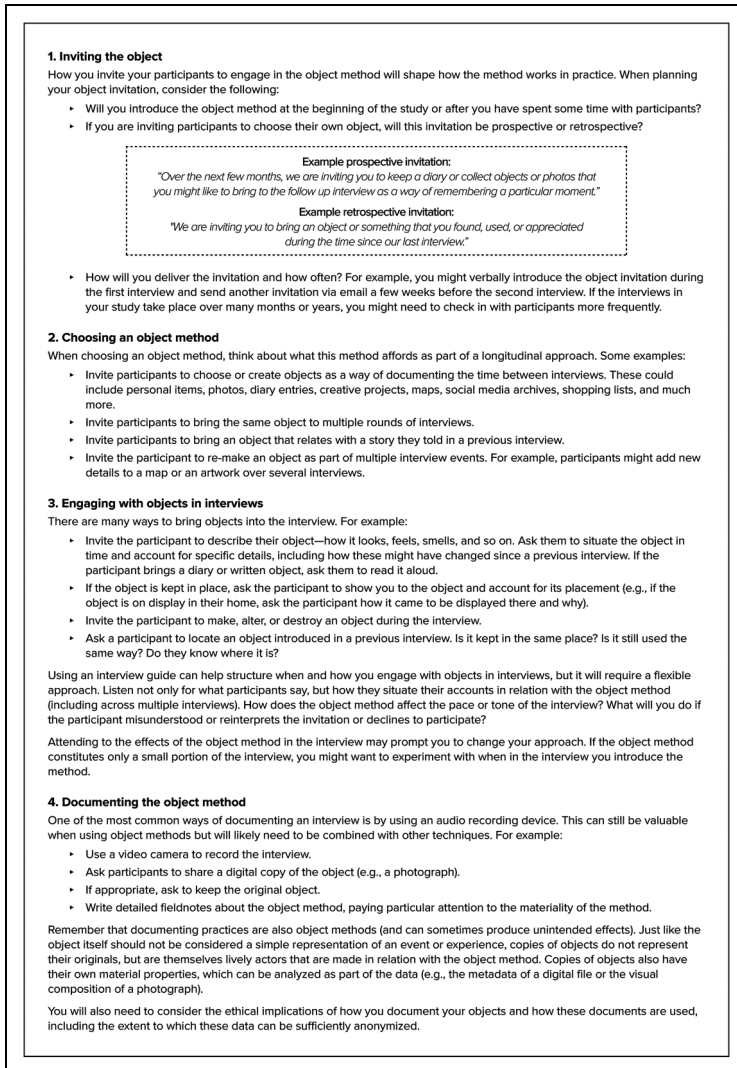 1. Inviting the object
How you invite your participants to engage in the object method will shape how the method works in practice. When planning
your object invitation, consider the following:
▸ Will you introduce the object method at the beginning of the study or after you have spent some time with participants?
▸ If you are inviting participants to choose their own object, will this invitation be prospective or retrospective?
Example prospective invitation:
"Over the next few months, we are inviting you to keep a diary or collect objects or photos that
you might like to bring to the follow up interview as a way of remembering a particular moment."
Example retrospective invitation:
"We are inviting you to bring an object or something that you found, used, or appreciated
during the time since our last interview."
▸ How will you deliver the invitation and how often? For example, you might verbally introduce the object invitation during
the first interview and send another invitation via email a few weeks before the second interview. If the interviews in
your study take place over many months or years, you might need to check in with participants more frequently.
2. Choosing an object method
When choosing an object method, think about what this method affords as part of a longitudinal approach. Some examples:
▸ Invite participants to choose or create objects as a way of documenting the time between interviews. These could
include personal items, photos, diary entries, creative projects, maps, social media archives, shopping lists, and much
more.
▸ Invite participants to bring the same object to multiple rounds of interviews.
▸ Invite participants to bring an object that relates with a story they told in a previous interview.
▸ Invite the participant to re-make an object as part of multiple interview events. For example, participants might add new
details to a map or an artwork over several interviews.
3. Engaging with objects in interviews
There are many ways to bring objects into the interview. For example:
▸ Invite the participant to describe their object—how it looks, feels, smells, and so on. Ask them to situate the object in
time and account for specific details, including how these might have changed since a previous interview. If the
participant brings a diary or written object, ask them to read it aloud.
▸ If the object is kept in place, ask the participant to show you to the object and account for its placement (e.g., if the
object is on display in their home, ask the participant how it came to be displayed there and why).
▸ Invite the participant to make, alter, or destroy an object during the interview.
▸ Ask a participant to locate an object introduced in a previous interview. Is it kept in the same place? Is it still used the
same way? Do they know where it is?
Using an interview guide can help structure when and how you engage with objects in interviews, but it will require a flexible
approach. Listen not only for what participants say, but how they situate their accounts in relation with the object method
(including across multiple interviews). How does the object method affect the pace or tone of the interview? What will you do if
the participant misunderstood or reinterprets the invitation or declines to participate?
Attending to the effects of the object method in the interview may prompt you to change your approach. If the object method
constitutes only a small portion of the interview, you might want to experiment with when in the interview you introduce the
method.
4. Documenting the object method
One of the most common ways of documenting an interview is by using an audio recording device. This can still be valuable
when using object methods but will likely need to be combined with other techniques. For example:
▸ Use a video camera to record the interview.
▸ Ask participants to share a digital copy of the object (e.g., a photograph).
▸ If appropriate, ask to keep the original object.
▸ Write detailed fieldnotes about the object method, paying particular attention to the materiality of the method.
Remember that documenting practices are also object methods (and can sometimes produce unintended effects). Just like the
object itself should not be considered a simple representation of an event or experience, copies of objects do not represent
their originals, but are themselves lively actors that are made in relation with the object method. Copies of objects also have
their own material properties, which can be analyzed as part of the data (e.g., the metadata of a digital file or the visual
composition of a photograph).
You will also need to consider the ethical implications of how you document your objects and how these documents are used,
including the extent to which these data can be sufficiently anonymized.